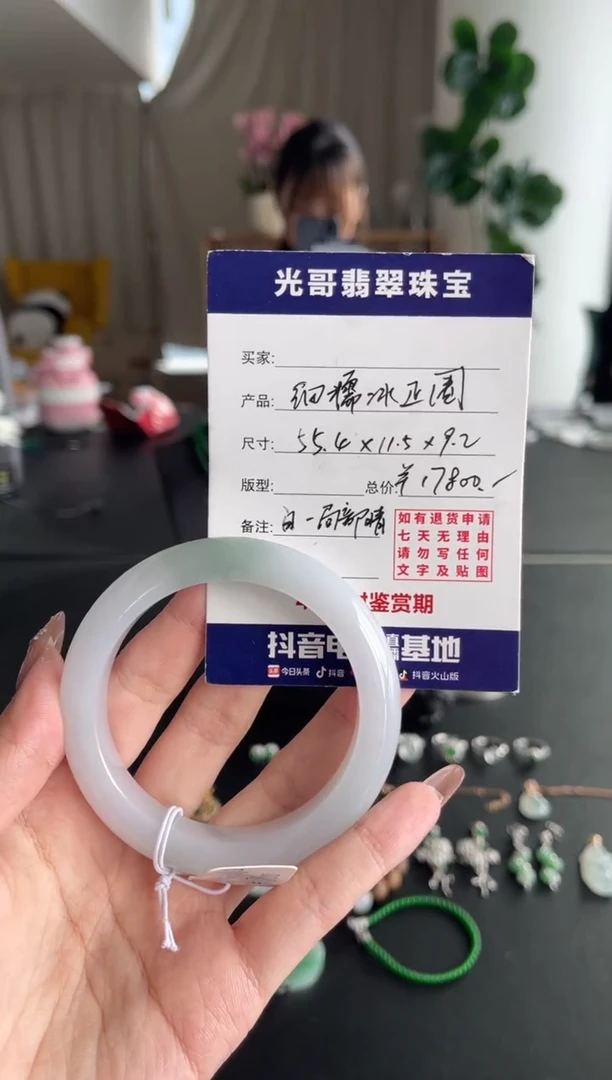 光哥翡翠珠宝
买家:
产品: 细糯冰正圈
尺寸: 55.4×11.5×9.2
版型: 总价: ¥17800.
备注: 白一局部晴
如有退货申请
七天无理由
请勿写任何
文字及贴图
鉴赏期
抖音电 基地
今日头条 抖音 抖音火山版